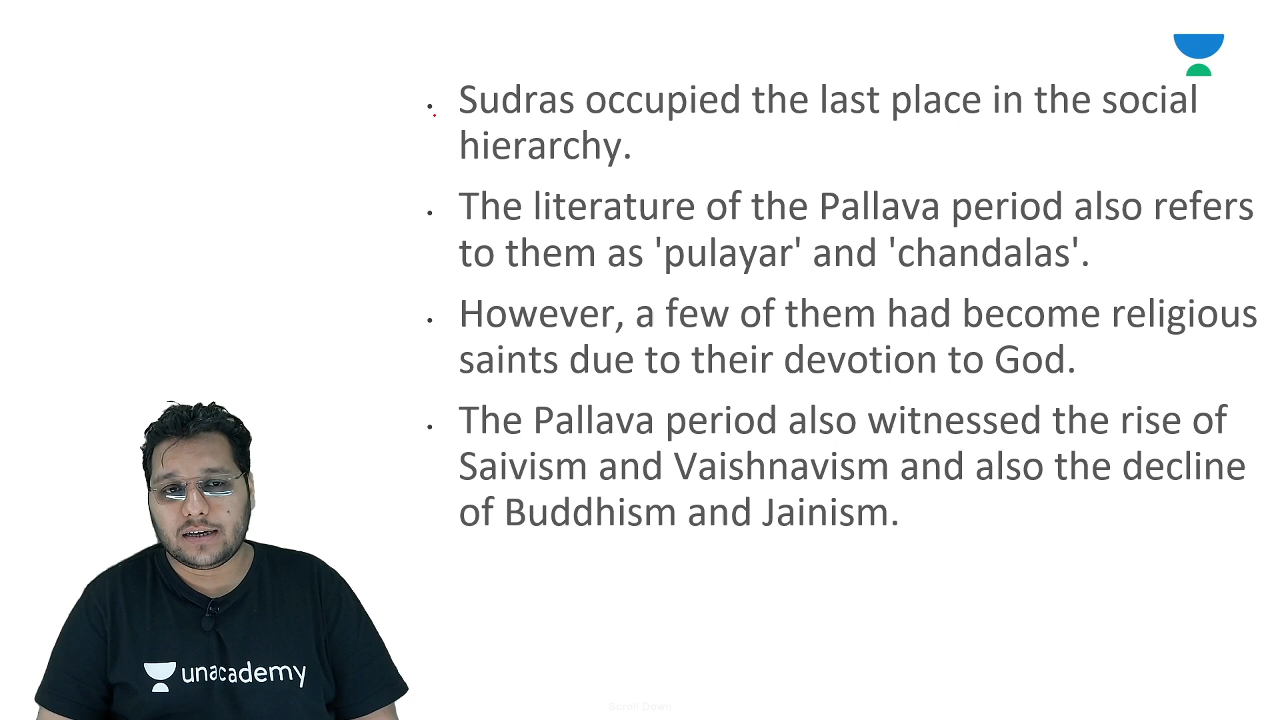 Sudras occupied the last place in the social
hierarchy.
The literature of the Pallava period also refers
to them as 'pulayar' and 'chandalas'.
However, a few of them had become religious
saints due to their devotion to God.
The Pallava period also witnessed the rise of
Saivism and Vaishnavism and also the decline
of Buddhism and Jainism.
unacademy
Scroll Down